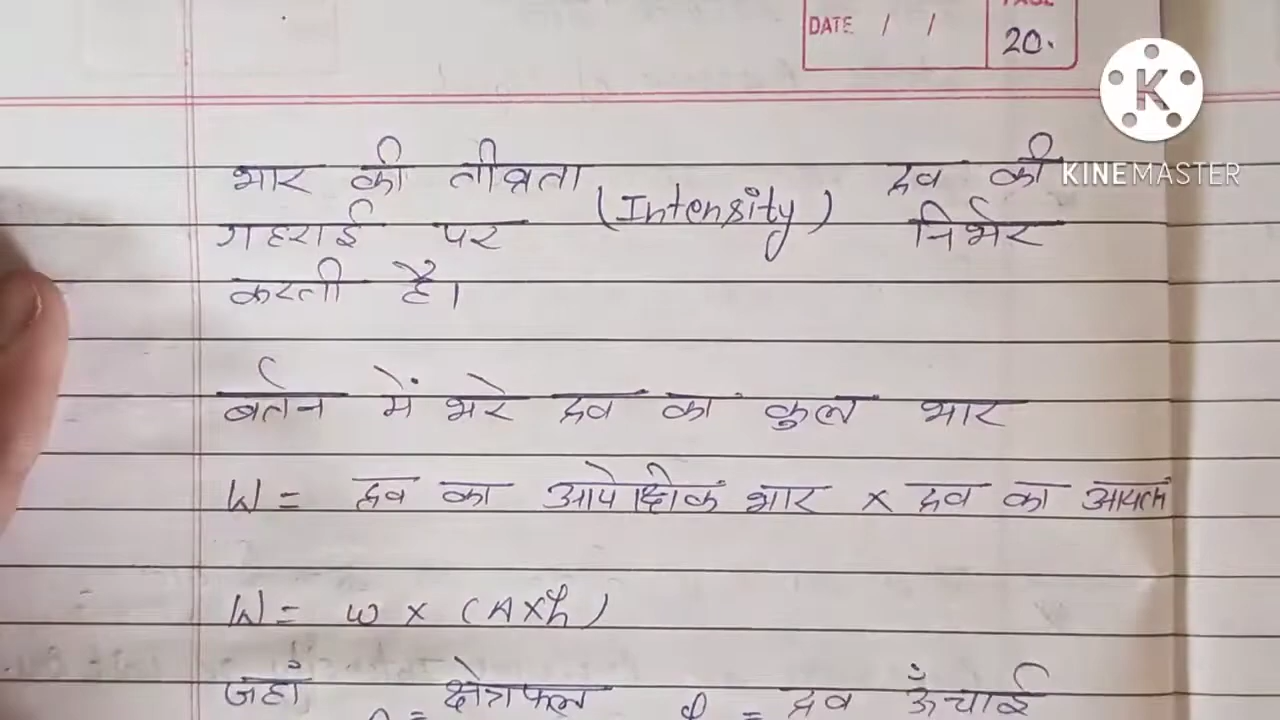 PAGE
DATE / /
20.
K
KINEMASTER
भार की तीव्रता (Intensity) द्रव की
गहराई पर निर्भर
करती है।
बर्तन में भरे द्रव का कुल भार
W = द्रव का आपेक्षिक भार × द्रव का आयतन
W = w × (A×h)
जहाँ क्षेत्रफल = द्रव ऊँचाई